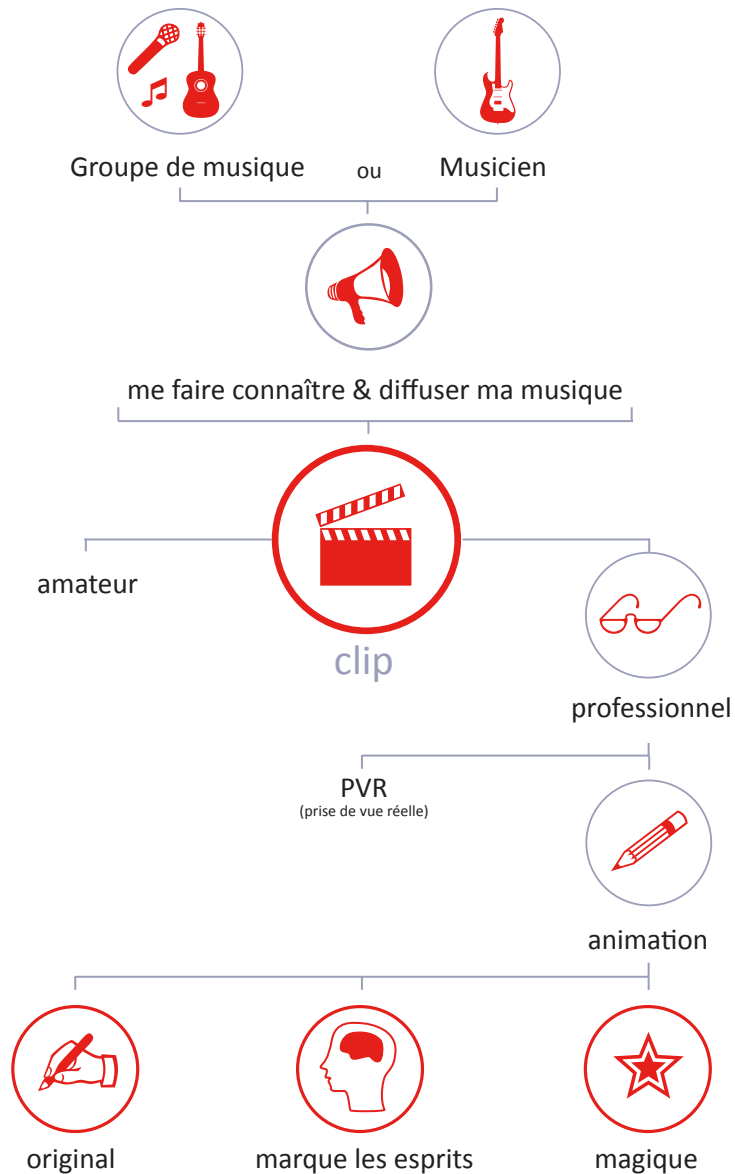 Groupe de musique ou Musicien
me faire connaître & diffuser ma musique
amateur
clip
professionnel
PVR
(prise de vue réelle)
animation
original marque les esprits magique